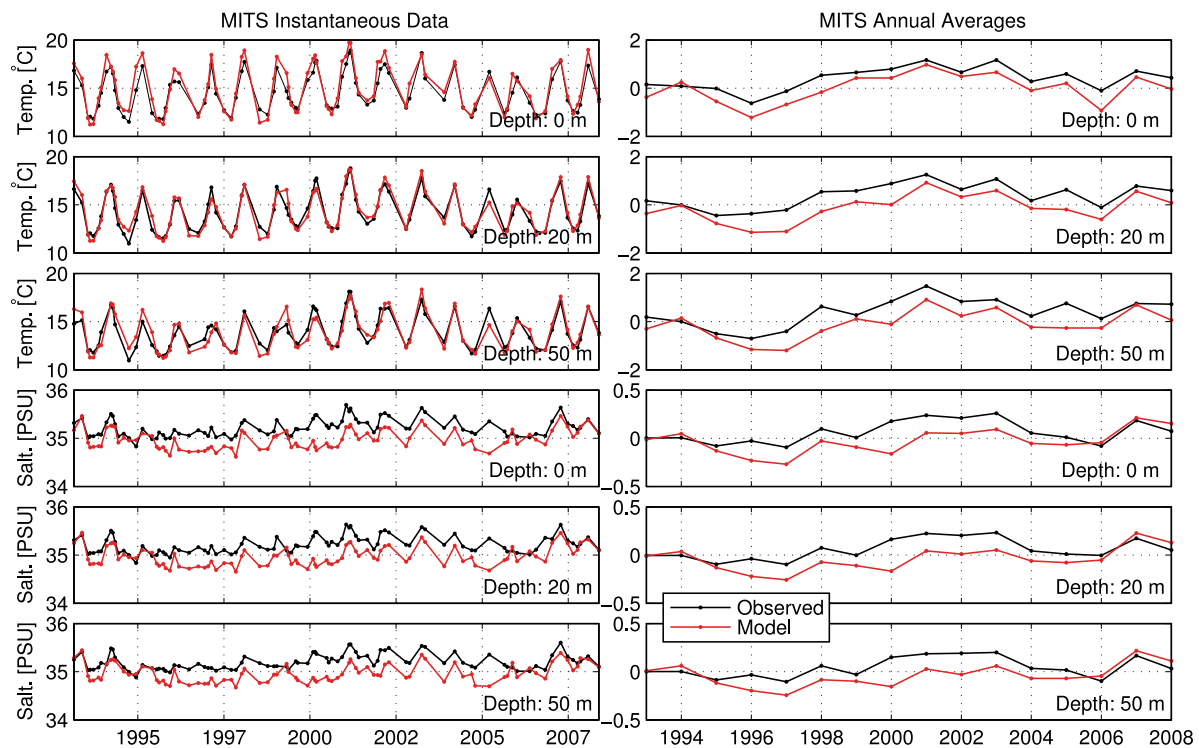 MITS Instantaneous Data
MITS Annual Averages
Temp. [°C]
20
15
10
Depth: 0 m
2
0
−2
Depth: 0 m
Temp. [°C]
20
15
10
Depth: 20 m
2
0
−2
Depth: 20 m
Temp. [°C]
20
15
10
Depth: 50 m
2
0
−2
Depth: 50 m
Salt. [PSU]
36
35
34
Depth: 0 m
0.5
0
−0.5
Depth: 0 m
Salt. [PSU]
36
35
34
Depth: 20 m
0.5
0
−0.5
Depth: 20 m
Observed
Model
Salt. [PSU]
36
35
34
Depth: 50 m
0.5
0
−0.5
Depth: 50 m
1995 1997 2000 2002 2005 2007
1994 1996 1998 2000 2002 2004 2006 2008